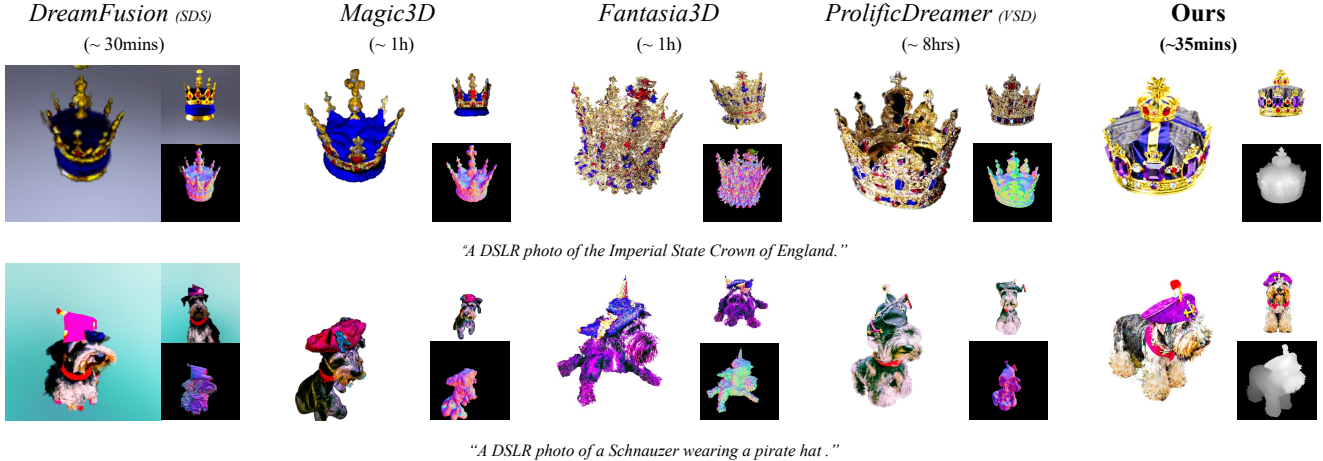 DreamFusion (SDS) Magic3D Fantasia3D ProlificDreamer (VSD) Ours
(~ 30mins) (~ 1h) (~ 1h) (~ 8hrs) (~35mins)
“A DSLR photo of the Imperial State Crown of England.”
“A DSLR photo of a Schnauzer wearing a pirate hat .”